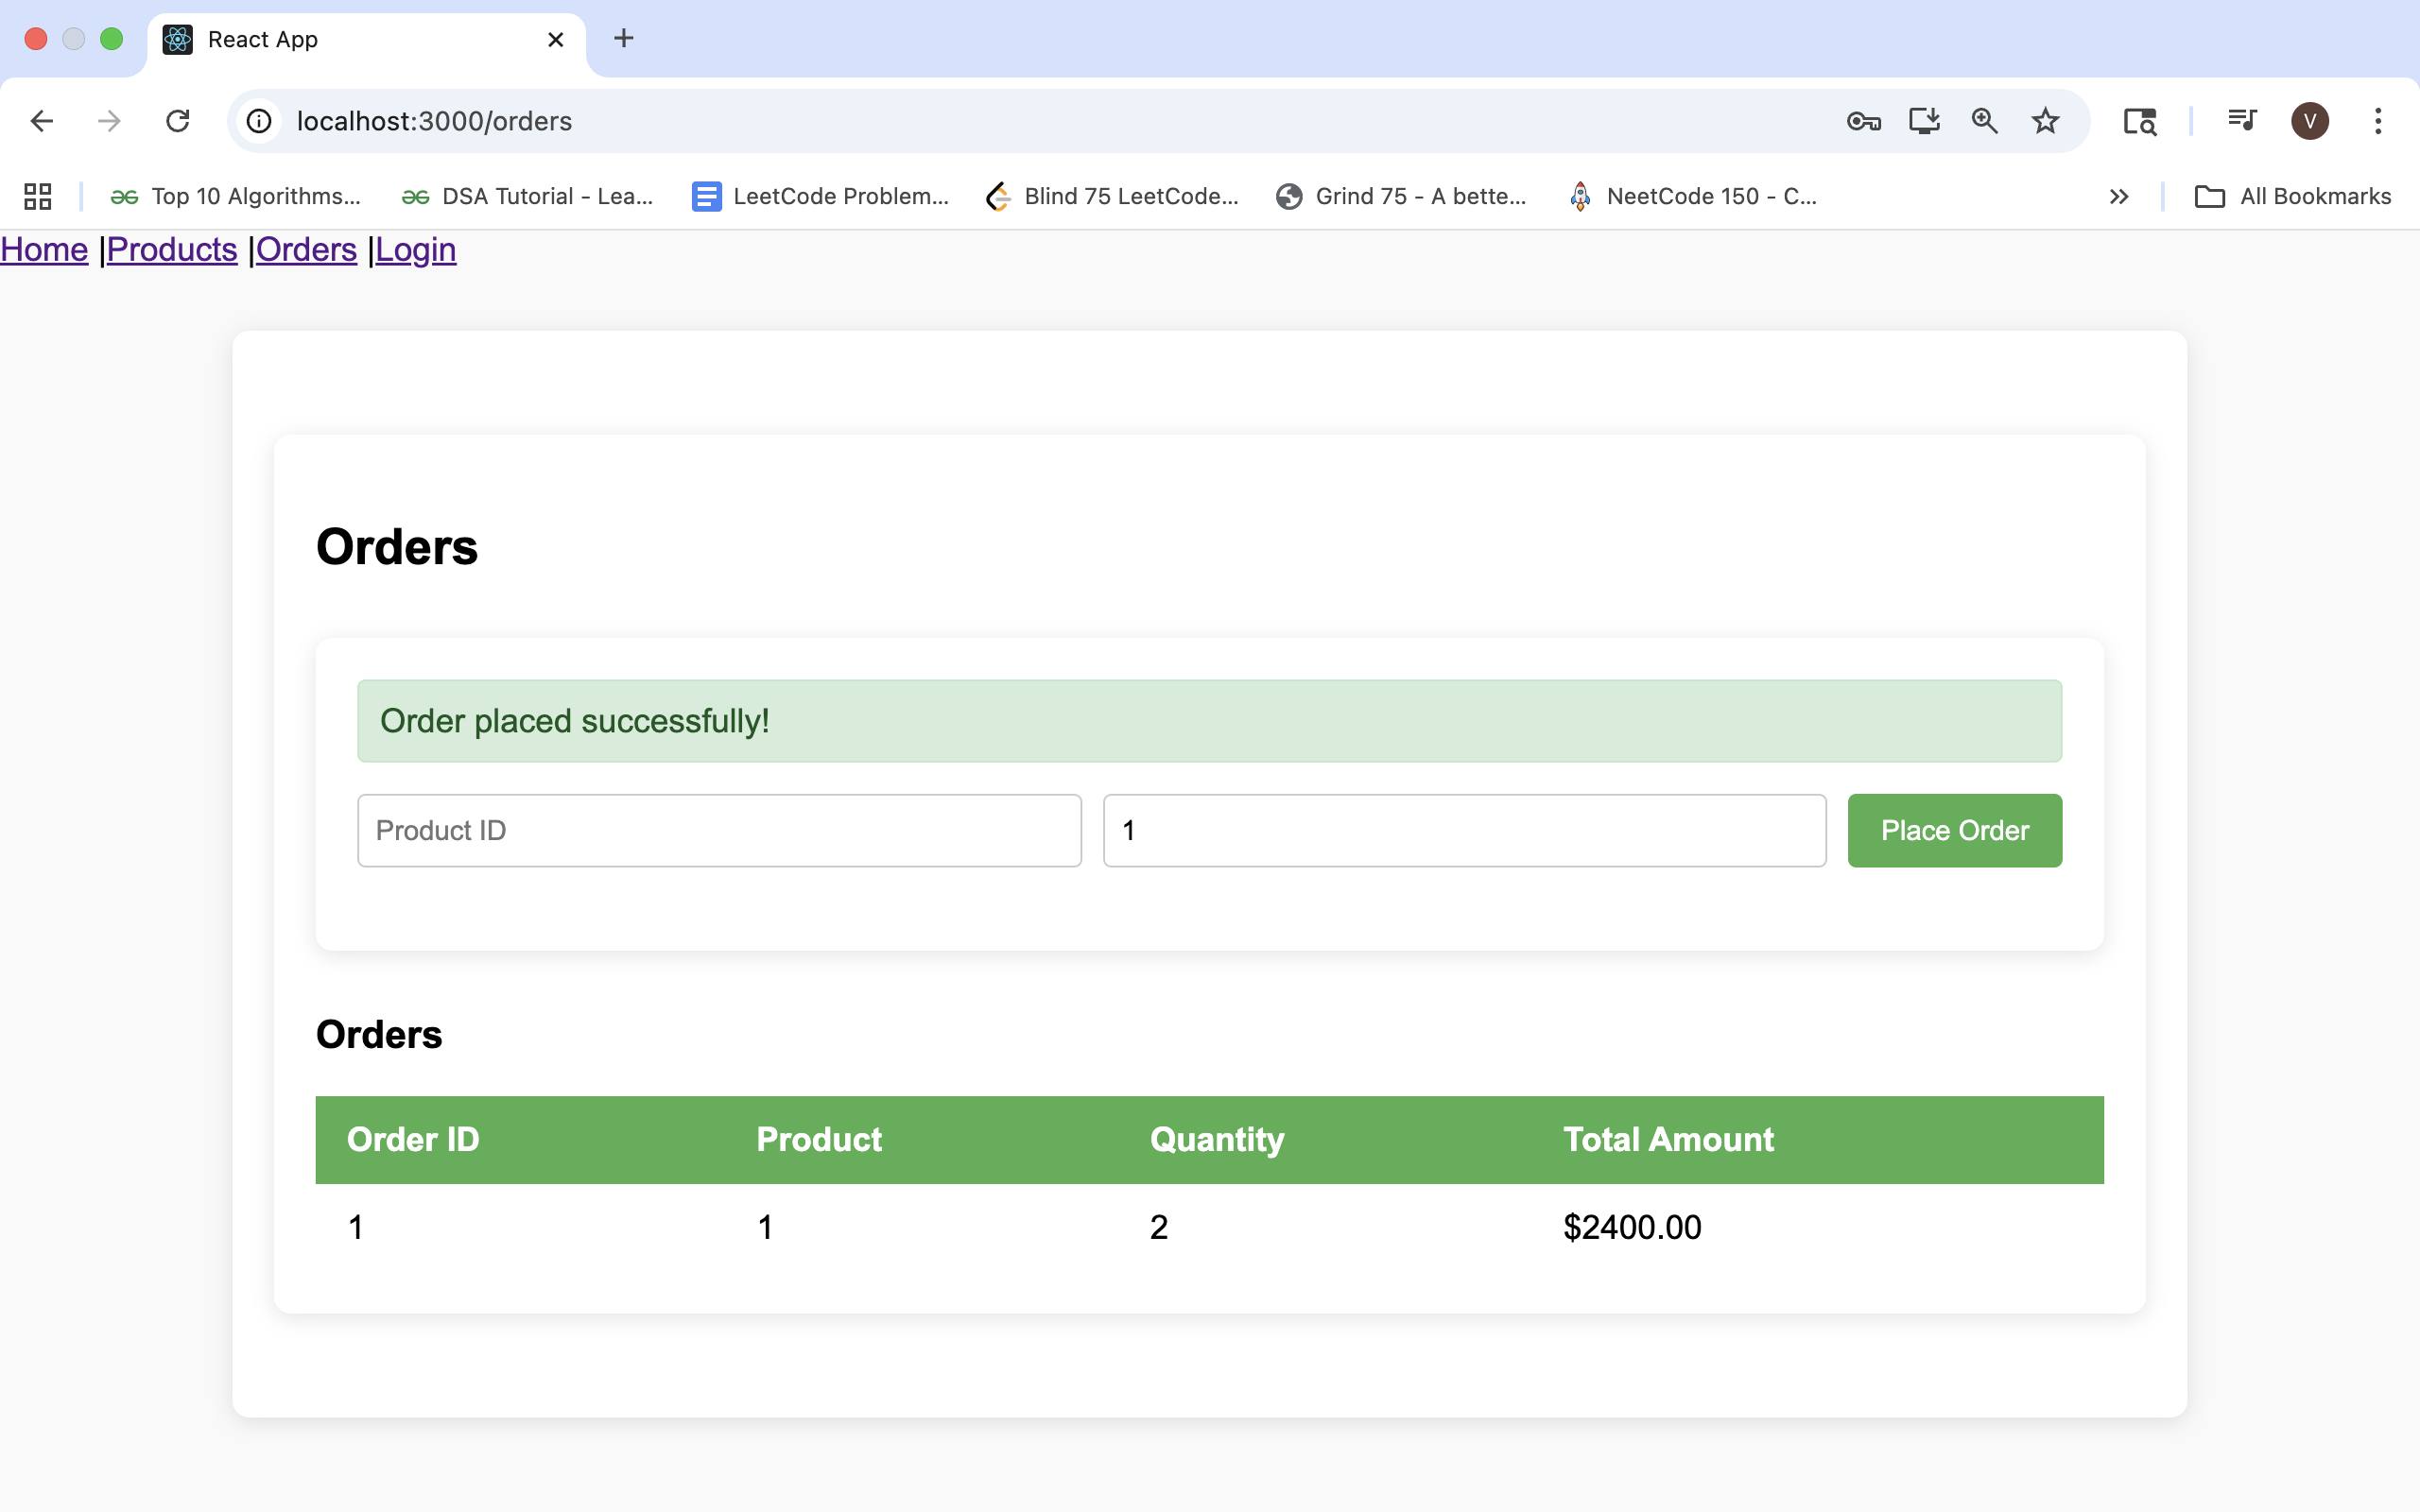 React App
localhost:3000/orders
V
Top 10 Algorithms... DSA Tutorial - Lea... LeetCode Problem... Blind 75 LeetCode... Grind 75 - A bette... NeetCode 150 - C... All Bookmarks
Home |Products |Orders |Login
Orders
Order placed successfully!
Product ID 1 Place Order
Orders
Order ID Product Quantity Total Amount
1 1 2 $2400.00